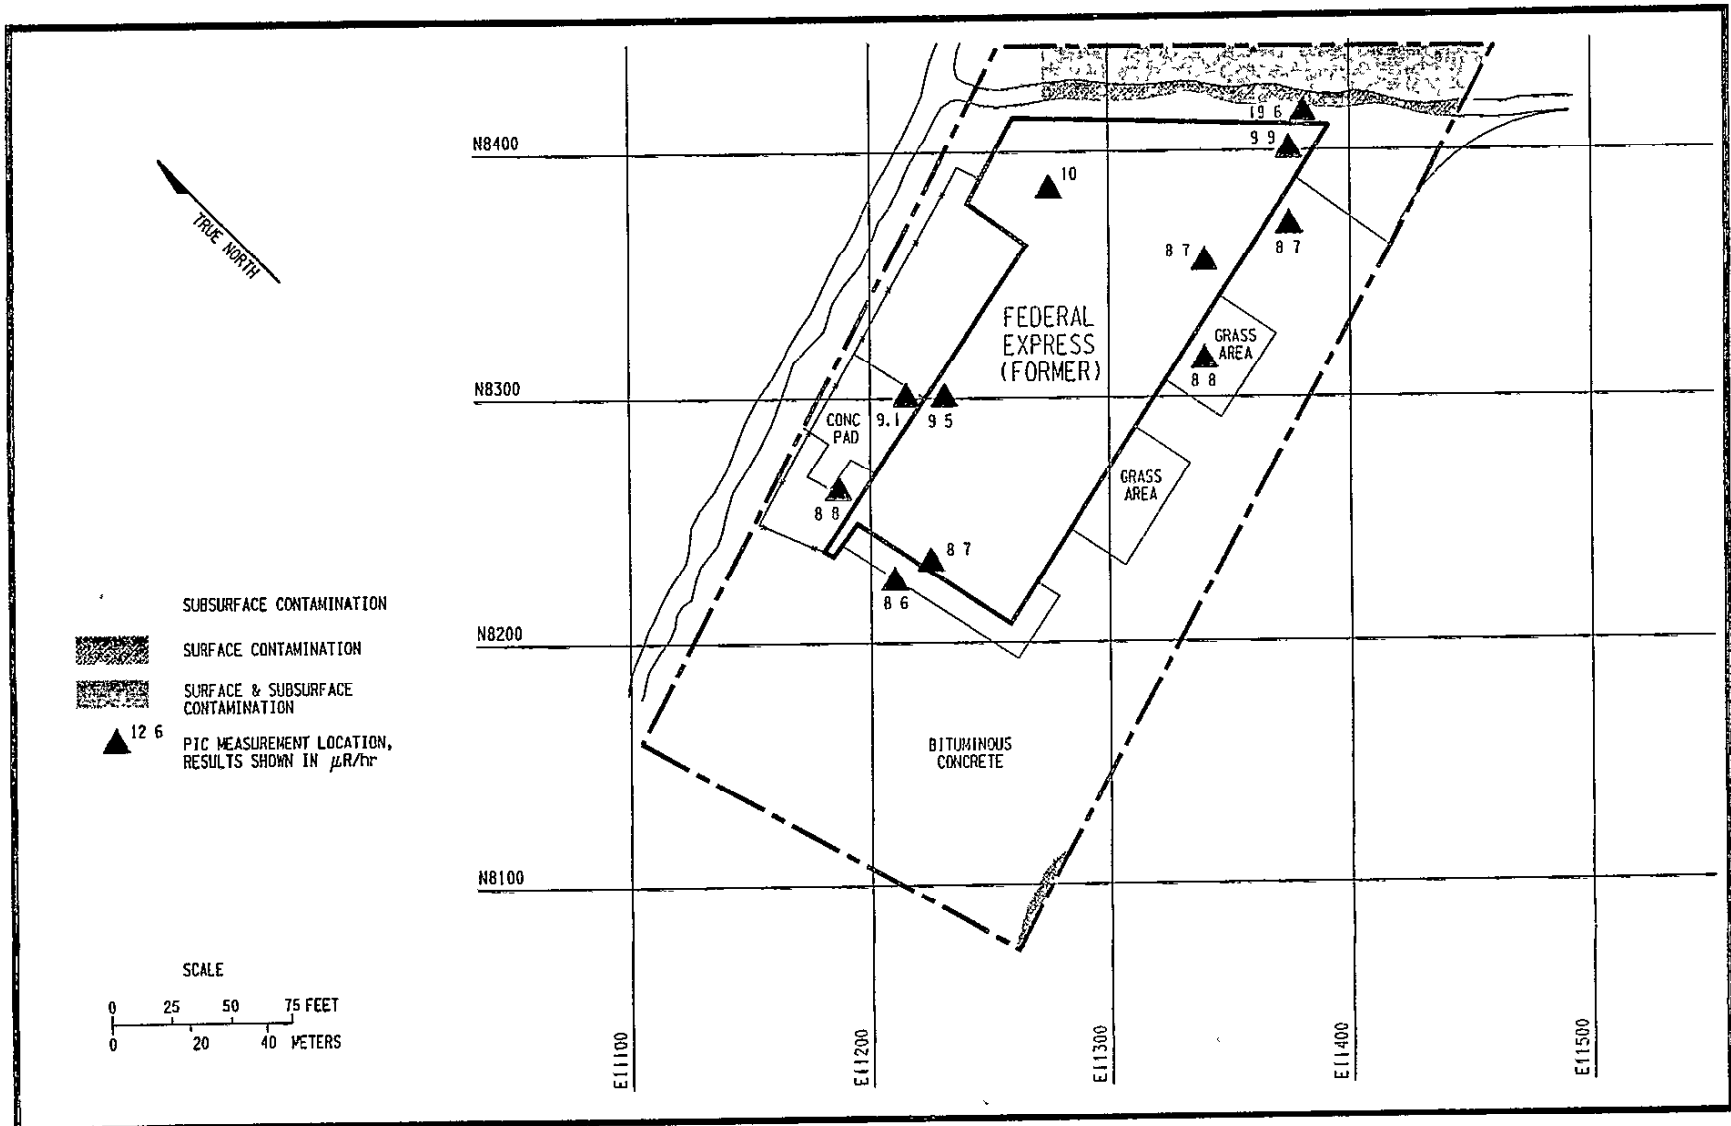 19 6
N8400
9 9
10
TRUE NORTH
8 7
8 7
FEDERAL
EXPRESS
(FORMER)
GRASS
AREA
8 8
N8300
CONC
PAD
9.1
9 5
GRASS
AREA
8 8
8 7
8 6
SUBSURFACE CONTAMINATION
N8200
SURFACE CONTAMINATION
SURFACE & SUBSURFACE
CONTAMINATION
12 6
PIC MEASUREMENT LOCATION,
RESULTS SHOWN IN μR/hr
BITUMINOUS
CONCRETE
N8100
SCALE
0 25 50 75 FEET
0 20 40 METERS
E11100
E11200
E11300
E11400
E11500